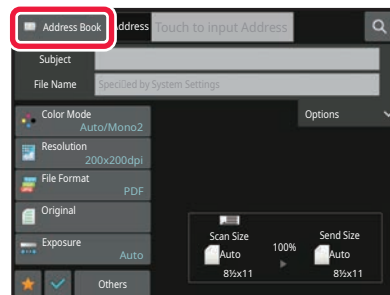 Address Book Address Touch to input Address
Subject
File Name Speci�ed by System Settings
Color Mode
Auto/Mono2
Options
Resolution
200x200dpi
File Format
PDF
Original
Exposure
Auto
Others
Scan Size
Auto
8½x11
100%
Send Size
Auto
8½x11